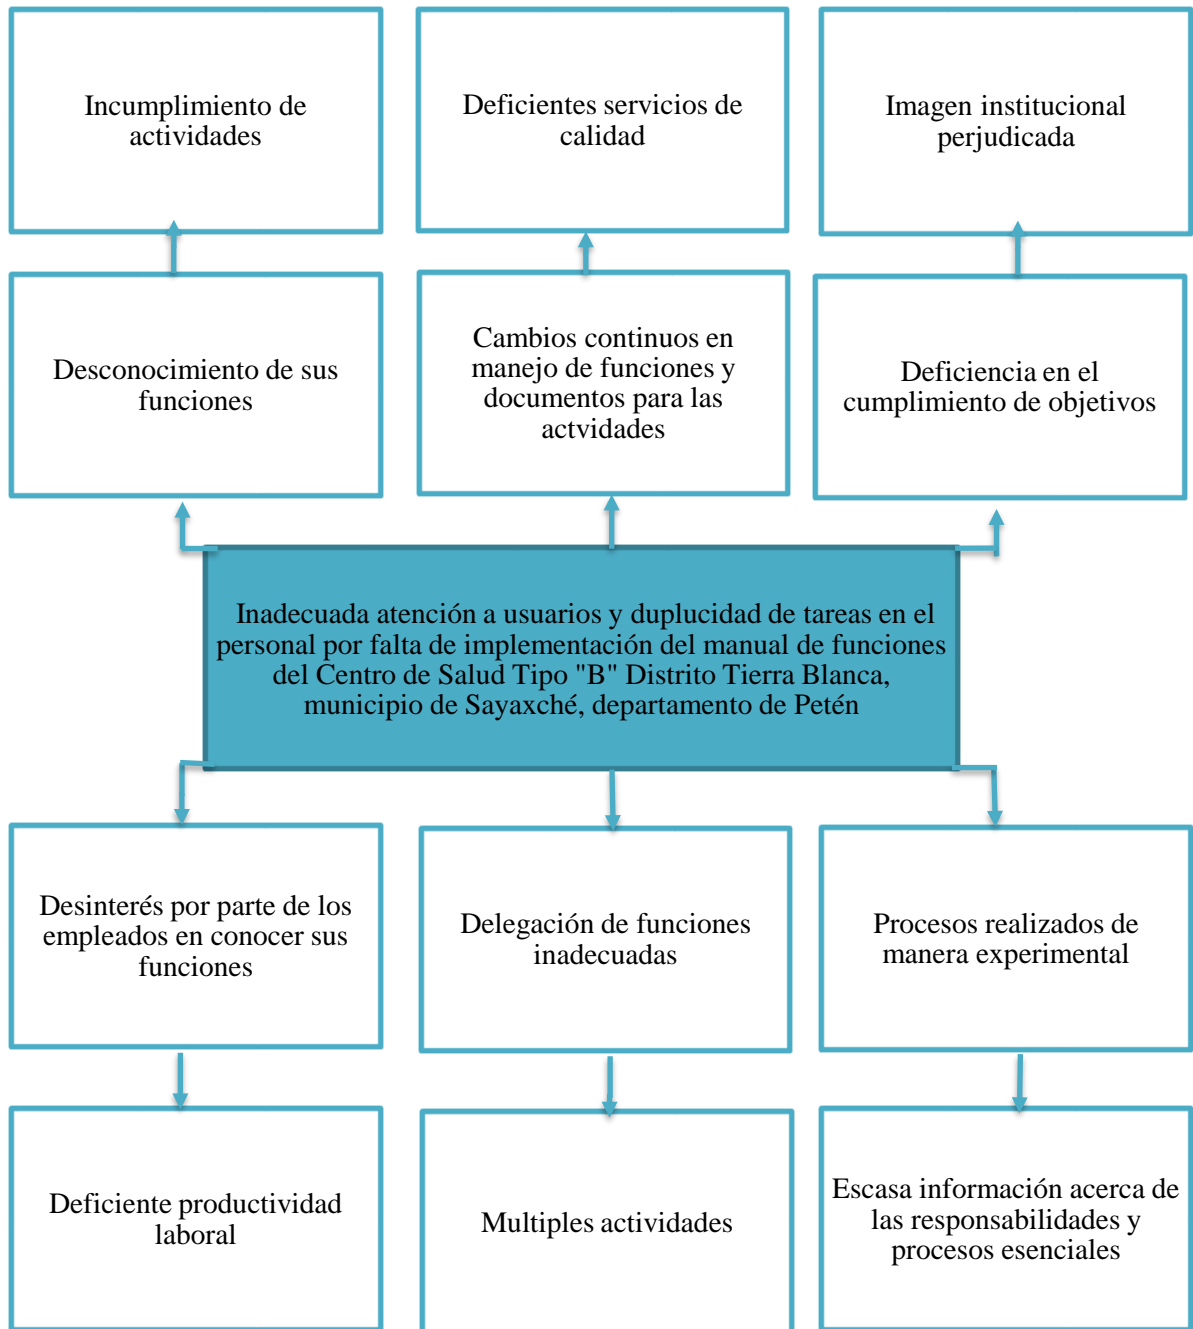 Incumplimiento de
actividades
Deficientes servicios de
calidad
Imagen institucional
perjudicada
Desconocimiento de sus
funciones
Cambios continuos en
manejo de funciones y
documentos para las
actvidades
Deficiencia en el
cumplimiento de objetivos
Inadecuada atención a usuarios y duplucidad de tareas en el
personal por falta de implementación del manual de funciones
del Centro de Salud Tipo "B" Distrito Tierra Blanca,
municipio de Sayaxché, departamento de Petén
Desinterés por parte de los
empleados en conocer sus
funciones
Delegación de funciones
inadecuadas
Procesos realizados de
manera experimental
Deficiente productividad
laboral
Multiples actividades
Escasa información acerca de
las responsabilidades y
procesos esenciales